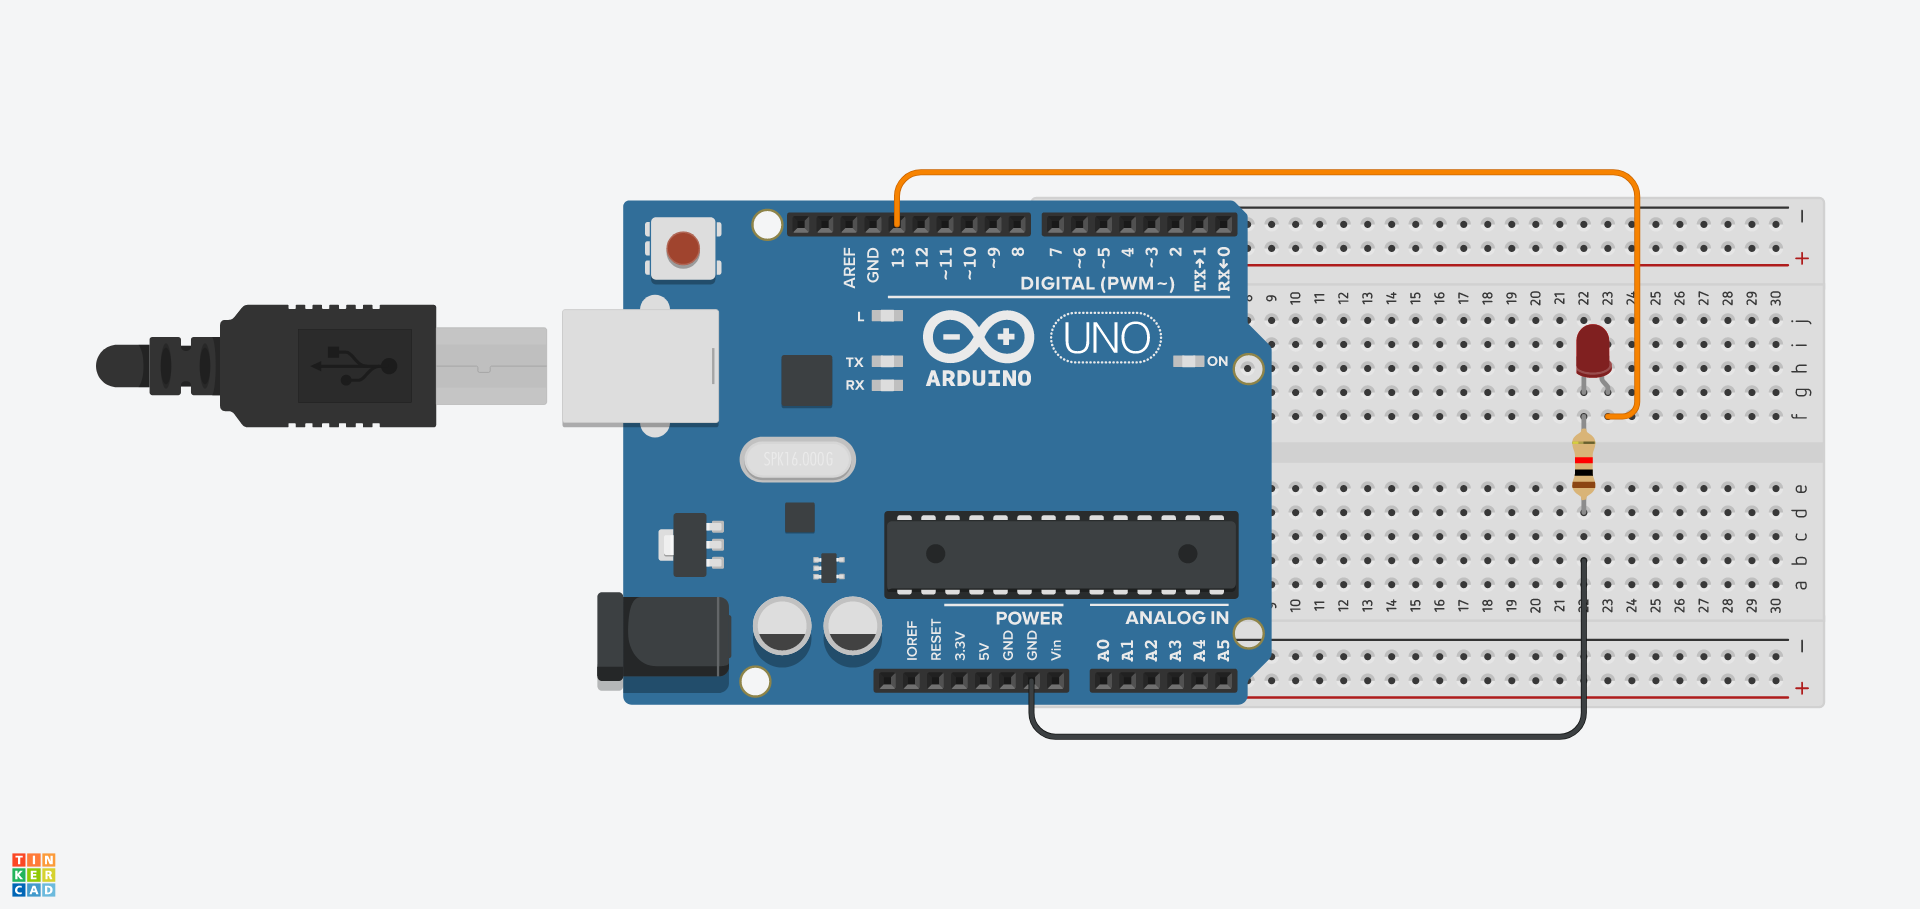 AREF GND 13 12 ~11 ~10 ~9 8 7 ~6 ~5 4 ~3 2 TX→1 RX←0
DIGITAL (PWM~)
− 
+
8 9 10 11 12 13 14 15 16 17 18 19 20 21 22 23 24 25 26 27 28 29 30
j
i
h
g
f
L
TX
RX
UNO
ON
ARDUINO
SPK16.000G
e
d
c
b
a
9 10 11 12 13 14 15 16 17 18 19 20 21 22 23 24 25 26 27 28 29 30
POWER
ANALOG IN
IOREF RESET 3.3V 5V GND GND Vin A0 A1 A2 A3 A4 A5
−
+
TIN
KER
CAD